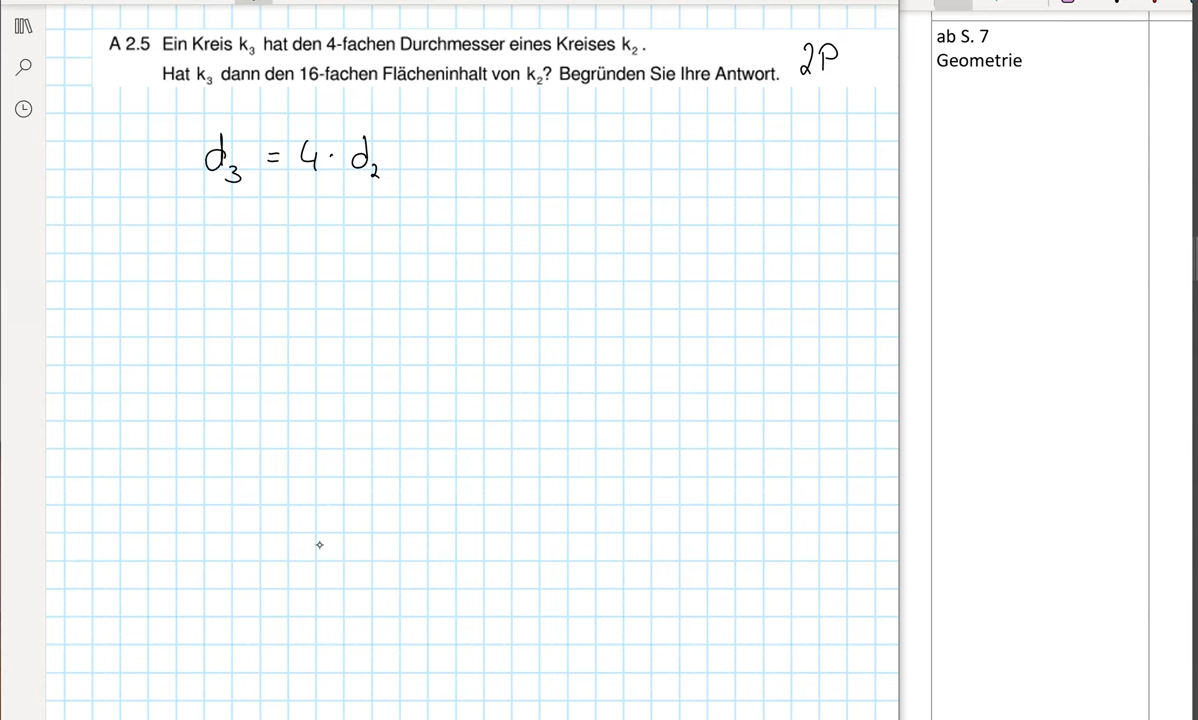 A 2.5 Ein Kreis k₃ hat den 4-fachen Durchmesser eines Kreises k₂.
Hat k₃ dann den 16-fachen Flächeninhalt von k₂? Begründen Sie Ihre Antwort.
2P
d₃ = 4 · d₂
ab S. 7
Geometrie